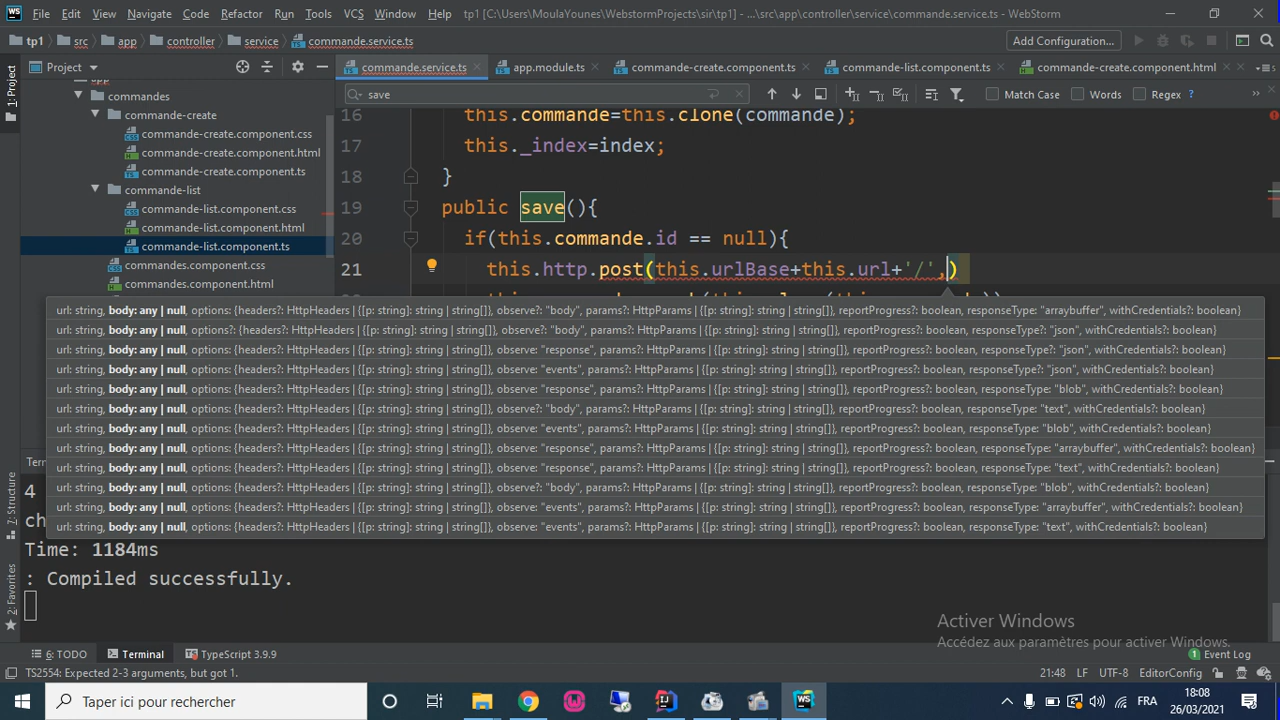 File Edit View Navigate Code Refactor Run Tools VCS Window Help tp1 [C:\Users\MoulaYounes\WebstormProjects\sir\tp1] - ...\src\app\controller\service\commande.service.ts - WebStorm
tp1 src app controller service commande.service.ts Add Configuration...
1: Project
Project
commande.service.ts app.module.ts commande-create.component.ts commande-list.component.ts commande-create.component.html
app
commandes
commande-create
commande-create.component.css
commande-create.component.html
commande-create.component.ts
commande-list
commande-list.component.css
commande-list.component.html
commande-list.component.ts
commandes.component.css
commandes.component.html
save Match Case Words Regex ?
16 this.commande=this.clone(commande);
17 this._index=index;
18 }
19 public save(){
20 if(this.commande.id == null){
21 this.http.post(this.urlBase+this.url+'/',)
url: string, body: any | null, options: {headers?: HttpHeaders | {[p: string]: string | string[]}, observe?: "body", params?: HttpParams | {[p: string]: string | string[]}, reportProgress?: boolean, responseType: "arraybuffer", withCredentials?: boolean}
url: string, body: any | null, options?: {headers?: HttpHeaders | {[p: string]: string | string[]}, observe?: "body", params?: HttpParams | {[p: string]: string | string[]}, reportProgress?: boolean, responseType?: "json", withCredentials?: boolean}
url: string, body: any | null, options: {headers?: HttpHeaders | {[p: string]: string | string[]}, observe: "response", params?: HttpParams | {[p: string]: string | string[]}, reportProgress?: boolean, responseType?: "json", withCredentials?: boolean}
url: string, body: any | null, options: {headers?: HttpHeaders | {[p: string]: string | string[]}, observe: "events", params?: HttpParams | {[p: string]: string | string[]}, reportProgress?: boolean, responseType?: "json", withCredentials?: boolean}
url: string, body: any | null, options: {headers?: HttpHeaders | {[p: string]: string | string[]}, observe: "response", params?: HttpParams | {[p: string]: string | string[]}, reportProgress?: boolean, responseType: "blob", withCredentials?: boolean}
url: string, body: any | null, options: {headers?: HttpHeaders | {[p: string]: string | string[]}, observe?: "body", params?: HttpParams | {[p: string]: string | string[]}, reportProgress?: boolean, responseType: "text", withCredentials?: boolean}
url: string, body: any | null, options: {headers?: HttpHeaders | {[p: string]: string | string[]}, observe: "events", params?: HttpParams | {[p: string]: string | string[]}, reportProgress?: boolean, responseType: "blob", withCredentials?: boolean}
url: string, body: any | null, options: {headers?: HttpHeaders | {[p: string]: string | string[]}, observe: "response", params?: HttpParams | {[p: string]: string | string[]}, reportProgress?: boolean, responseType: "arraybuffer", withCredentials?: boolean}
url: string, body: any | null, options: {headers?: HttpHeaders | {[p: string]: string | string[]}, observe: "response", params?: HttpParams | {[p: string]: string | string[]}, reportProgress?: boolean, responseType: "text", withCredentials?: boolean}
url: string, body: any | null, options: {headers?: HttpHeaders | {[p: string]: string | string[]}, observe?: "body", params?: HttpParams | {[p: string]: string | string[]}, reportProgress?: boolean, responseType: "blob", withCredentials?: boolean}
url: string, body: any | null, options: {headers?: HttpHeaders | {[p: string]: string | string[]}, observe: "events", params?: HttpParams | {[p: string]: string | string[]}, reportProgress?: boolean, responseType: "arraybuffer", withCredentials?: boolean}
url: string, body: any | null, options: {headers?: HttpHeaders | {[p: string]: string | string[]}, observe: "events", params?: HttpParams | {[p: string]: string | string[]}, reportProgress?: boolean, responseType: "text", withCredentials?: boolean}
4
Time: 1184ms
: Compiled successfully.
Z: Structure
2: Favorites
Activer Windows
Accédez aux paramètres pour activer Windows.
6: TODO Terminal TypeScript 3.9.9 1 Event Log
TS2554: Expected 2-3 arguments, but got 1. 21:48 LF UTF-8 EditorConfig
Taper ici pour rechercher FRA 18:08
26/03/2021